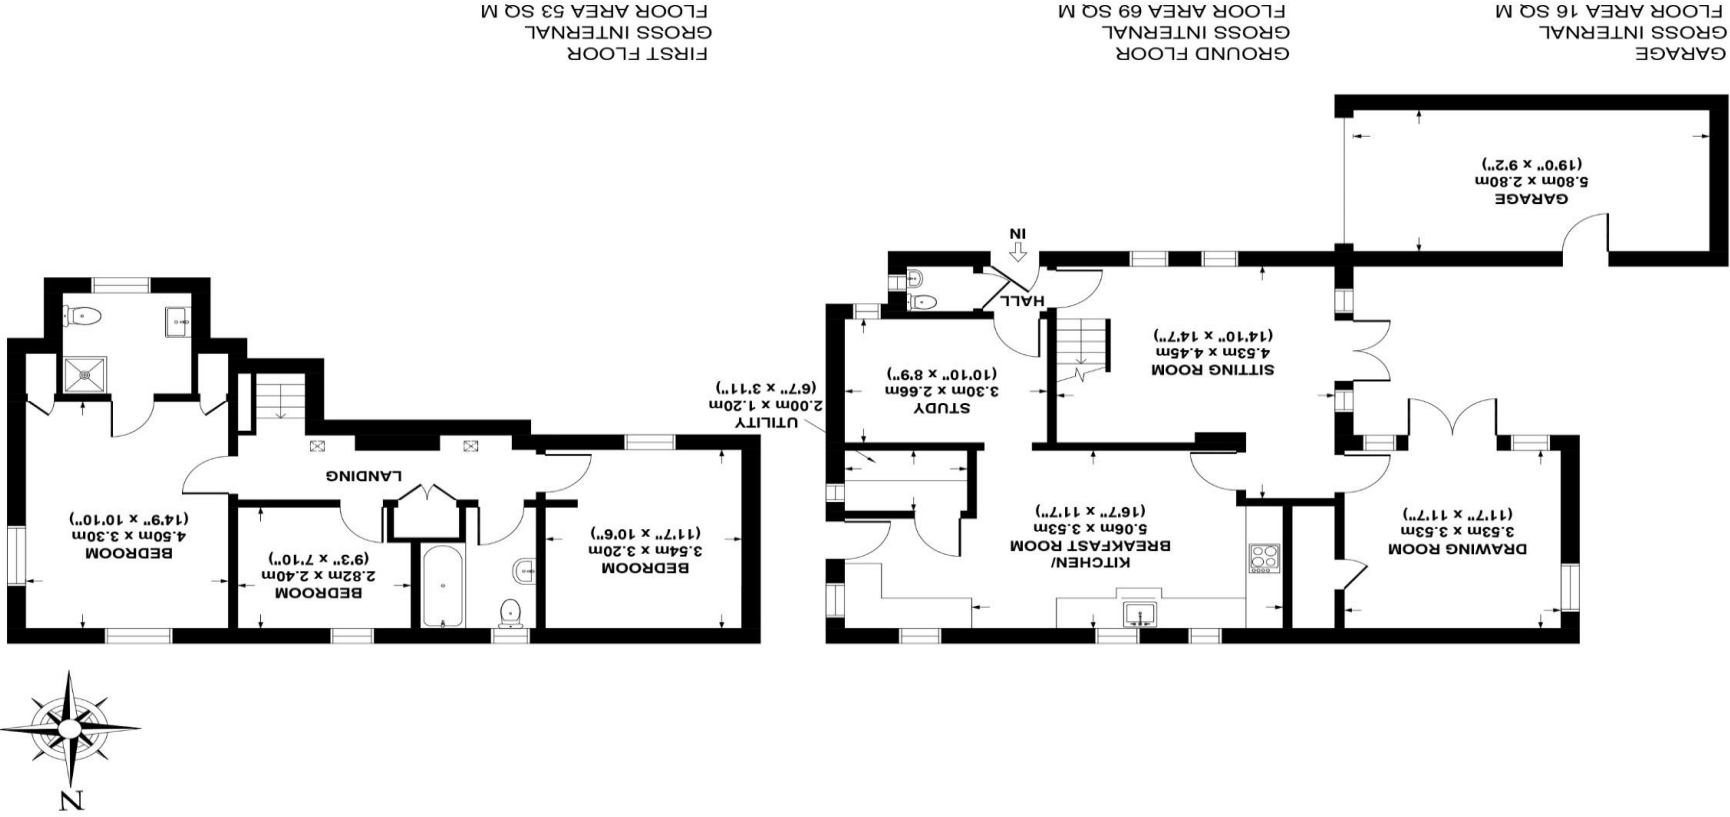 N
DRAWING ROOM
3.53m x 3.53m
(11'7" x 11'7")
KITCHEN/
BREAKFAST ROOM
5.06m x 3.53m
(16'7" x 11'7")
UTILITY
2.00m x 1.20m
(6'7" x 3'11")
STUDY
3.30m x 2.66m
(10'10" x 8'9")
SITTING ROOM
4.53m x 4.45m
(14'10" x 14'7")
HALL
IN
GARAGE
5.80m x 2.80m
(19'0" x 9'2")
BEDROOM
3.54m x 3.20m
(11'7" x 10'6")
BEDROOM
2.82m x 2.40m
(9'3" x 7'10")
BEDROOM
4.50m x 3.30m
(14'9" x 10'10")
LANDING
GARAGE
GROSS INTERNAL
FLOOR AREA 16 SQ M
GROUND FLOOR
GROSS INTERNAL
FLOOR AREA 69 SQ M
FIRST FLOOR
GROSS INTERNAL
FLOOR AREA 53 SQ M